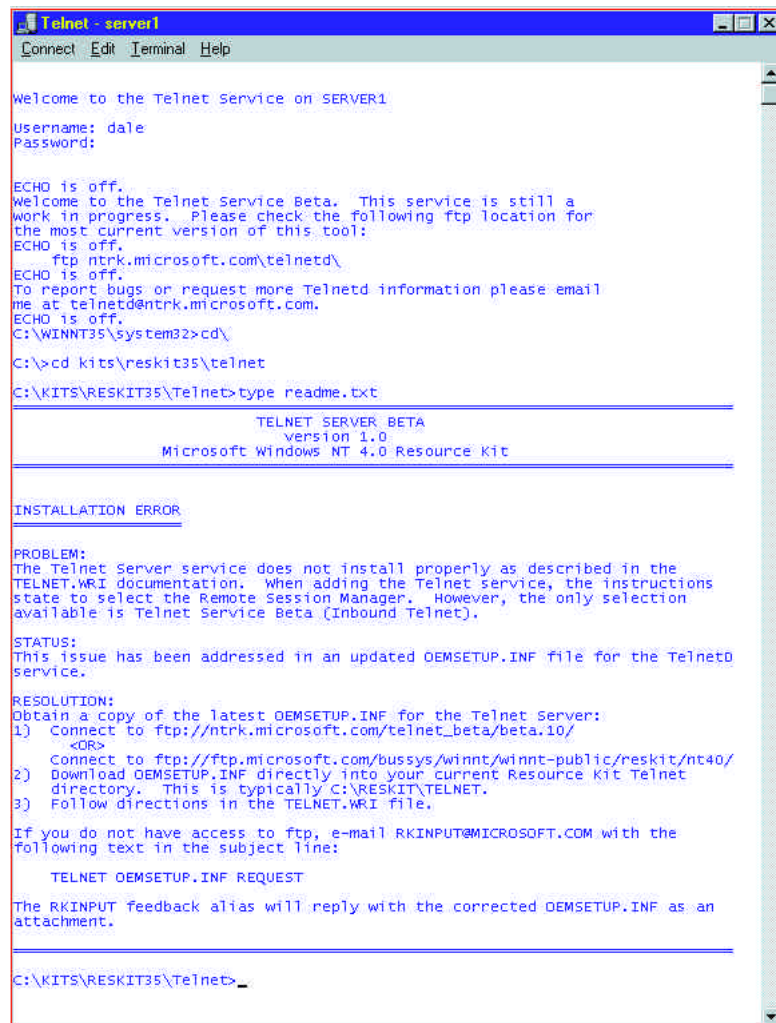 Telnet - server1
Connect Edit Terminal Help
Welcome to the Telnet Service on SERVER1
Username: dale
Password:
ECHO is off.
Welcome to the Telnet Service Beta. This service is still a
work in progress. Please check the following ftp location for
the most current version of this tool:
ECHO is off.
ftp ntrk.microsoft.com\telnetd\
ECHO is off.
To report bugs or request more Telnetd information please email
me at telnetd@ntrk.microsoft.com.
ECHO is off.
C:\WINNT35\system32>cd\
C:\>cd kits\reskit35\telnet
C:\KITS\RESKIT35\Telnet>type readme.txt
TELNET SERVER BETA
version 1.0
Microsoft Windows NT 4.0 Resource Kit
INSTALLATION ERROR
PROBLEM:
The Telnet Server service does not install properly as described in the
TELNET.WRI documentation. When adding the Telnet service, the instructions
state to select the Remote Session Manager. However, the only selection
available is Telnet Service Beta (Inbound Telnet).
STATUS:
This issue has been addressed in an updated OEMSETUP.INF file for the TelnetD
service.
RESOLUTION:
Obtain a copy of the latest OEMSETUP.INF for the Telnet Server:
1) Connect to ftp://ntrk.microsoft.com/telnet_beta/beta.10/
<OR>
Connect to ftp://ftp.microsoft.com/bussys/winnt/winnt-public/reskit/nt40/
2) Download OEMSETUP.INF directly into your current Resource Kit Telnet
directory. This is typically C:\RESKIT\TELNET.
3) Follow directions in the TELNET.WRI file.
If you do not have access to ftp, e-mail RKINPUT@MICROSOFT.COM with the
following text in the subject line:
TELNET OEMSETUP.INF REQUEST
The RKINPUT feedback alias will reply with the corrected OEMSETUP.INF as an
attachment.
C:\KITS\RESKIT35\Telnet>_